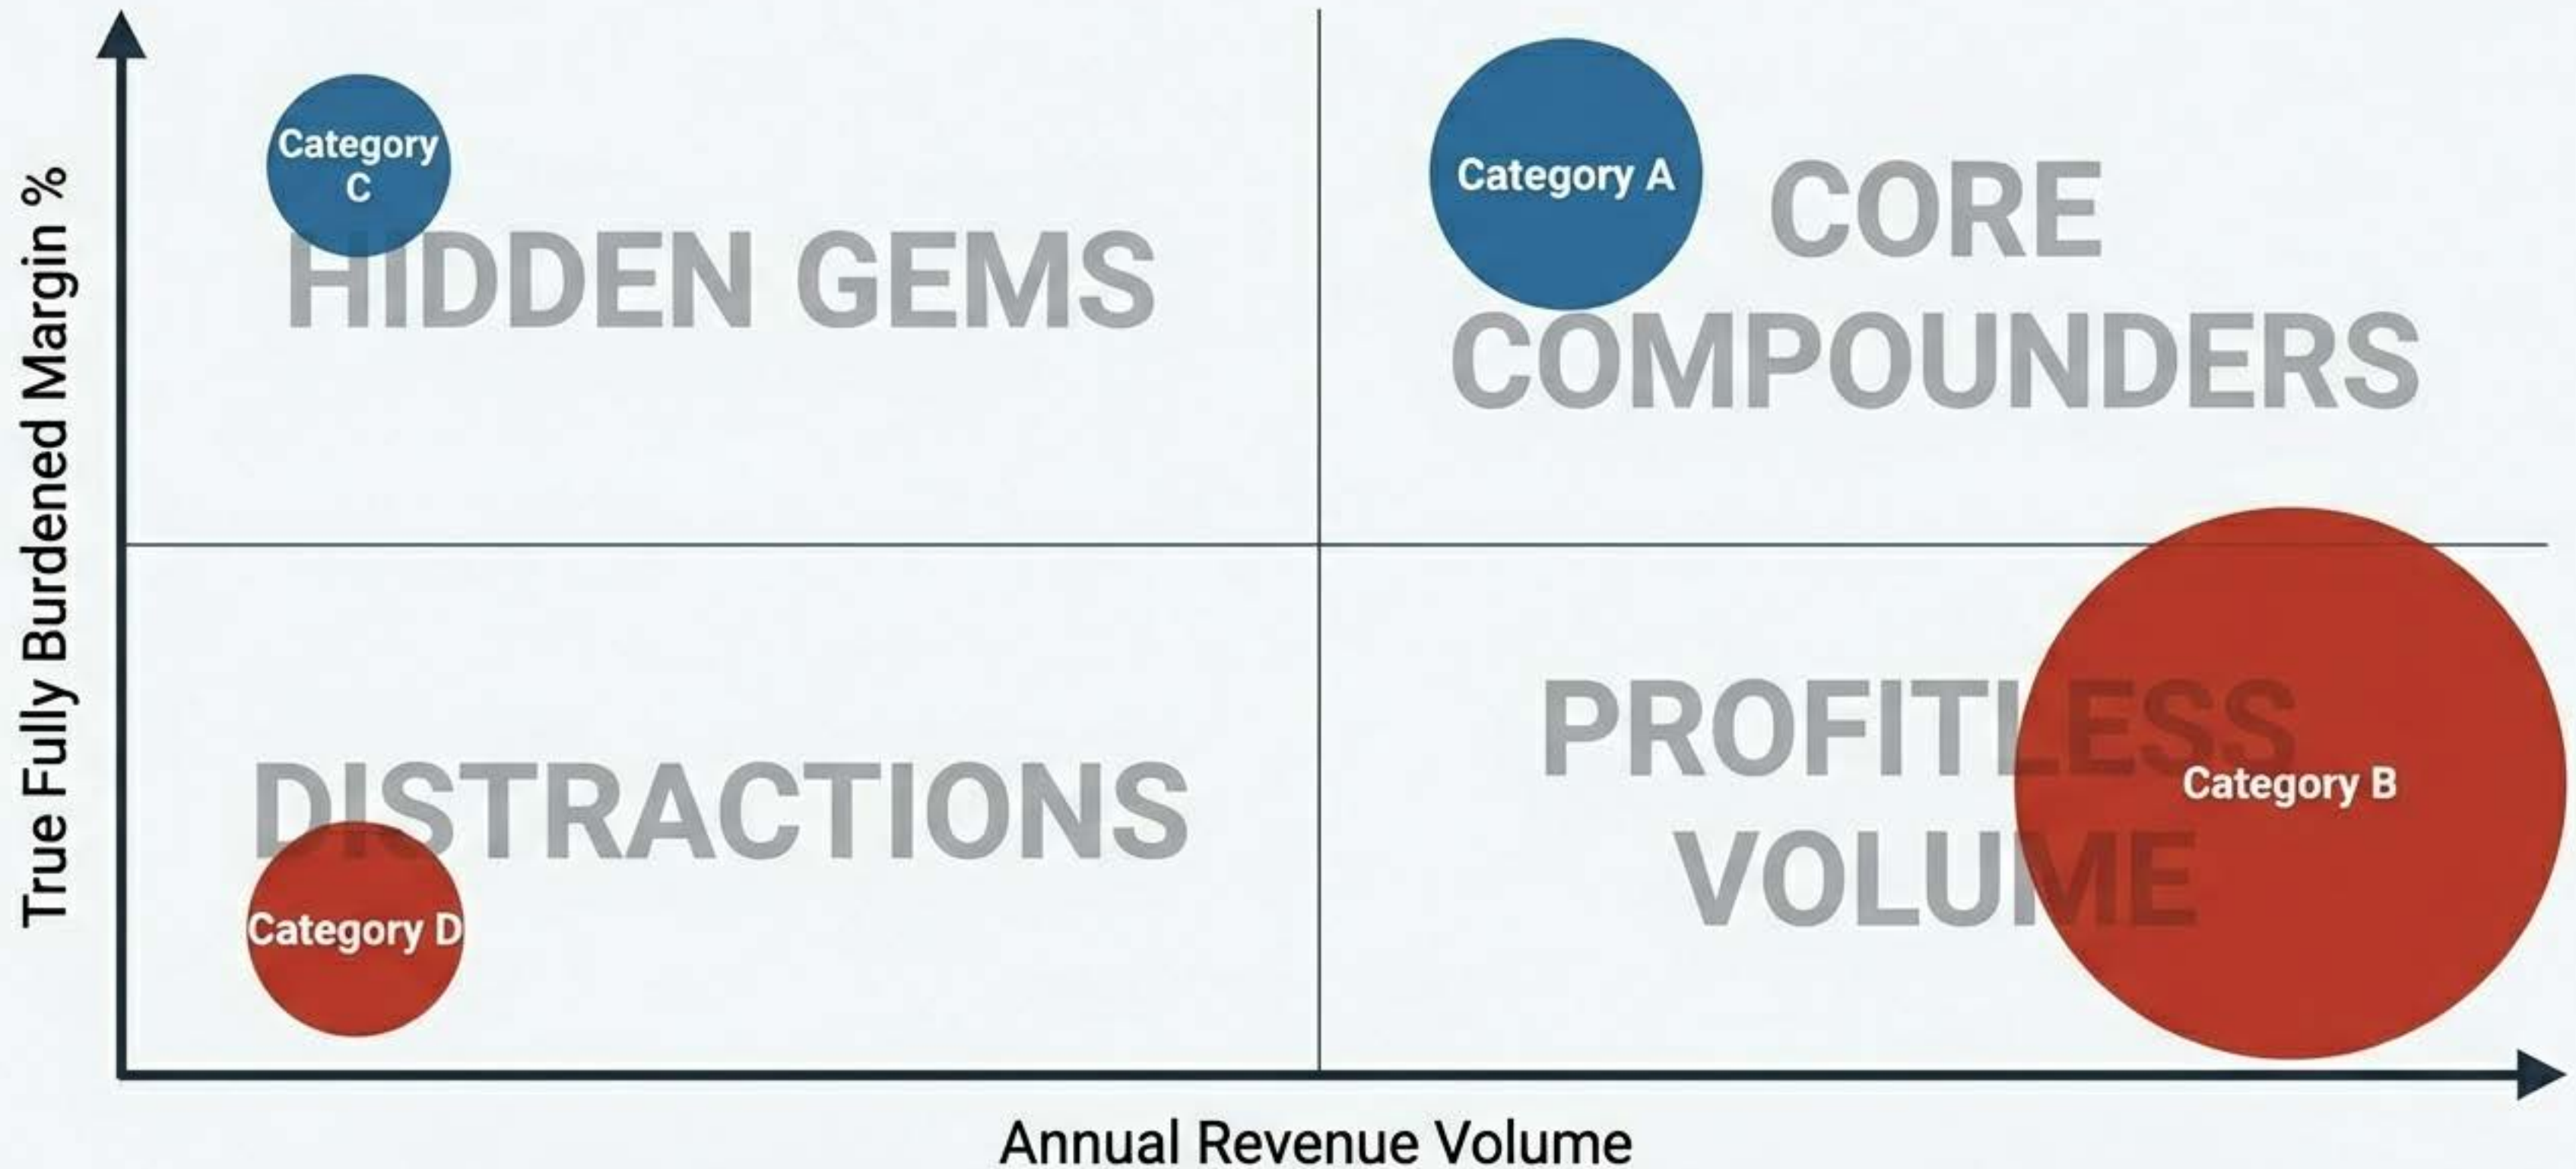 True Fully Burdened Margin %
Category
C
HIDDEN GEMS
Category A
CORE
COMPOUNDERS
DISTRACTIONS
Category D
PROFITLESS
VOLUME
Category B
Annual Revenue Volume